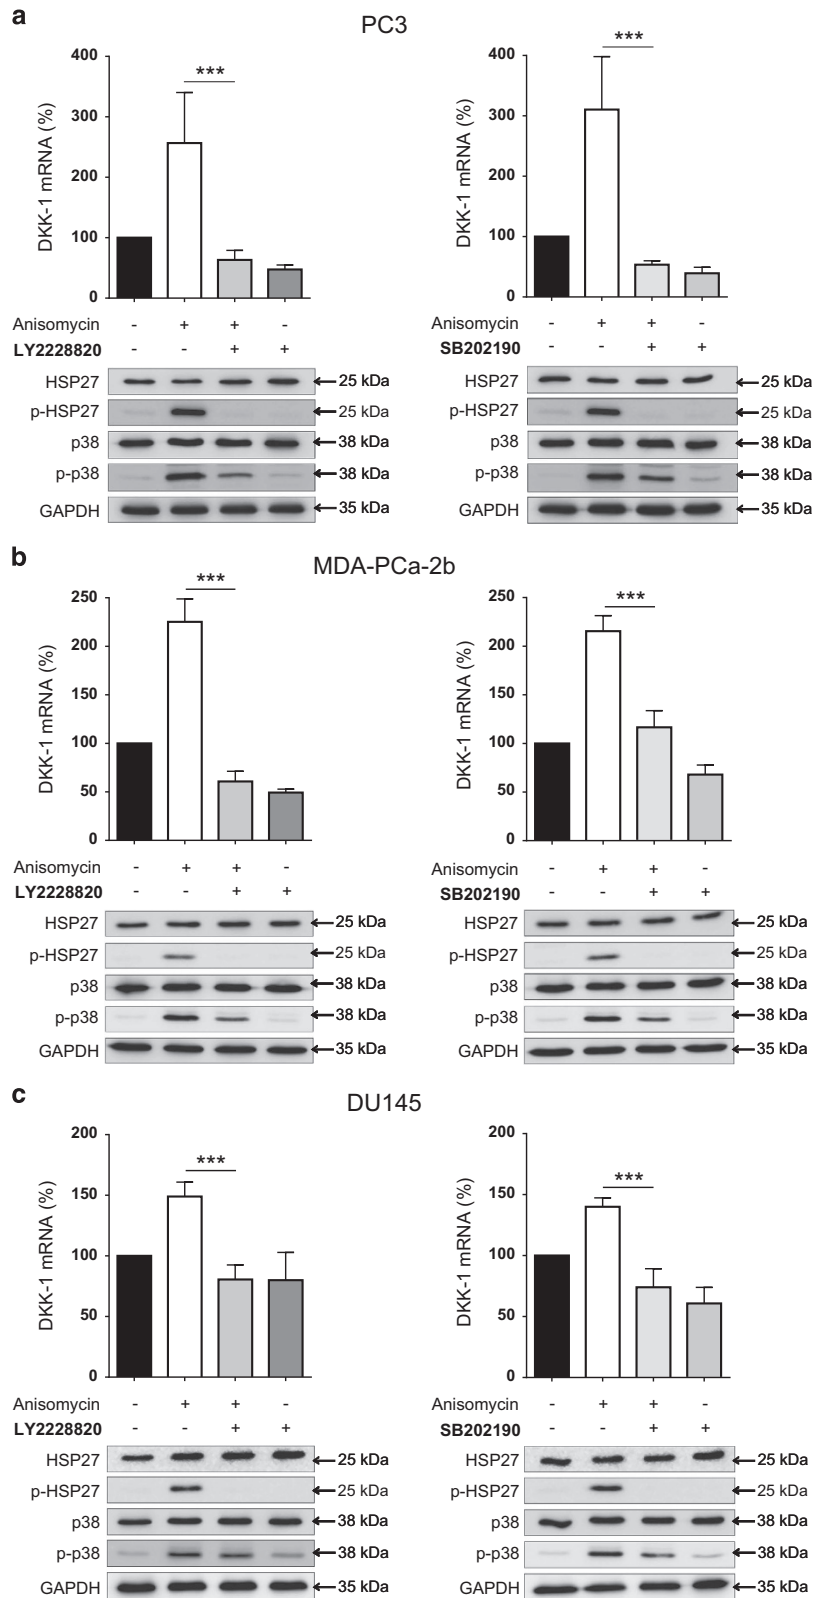 a
PC3
DKK-1 mRNA (%)
400
300
200
100
0
***
Anisomycin - + + -
LY2228820 - - + +
HSP27 25 kDa
p-HSP27 25 kDa
p38 38 kDa
p-p38 38 kDa
GAPDH 35 kDa
DKK-1 mRNA (%)
400
300
200
100
0
***
Anisomycin - + + -
SB202190 - - + +
HSP27 25 kDa
p-HSP27 25 kDa
p38 38 kDa
p-p38 38 kDa
GAPDH 35 kDa
b
MDA-PCa-2b
DKK-1 mRNA (%)
250
200
150
100
50
0
***
Anisomycin - + + -
LY2228820 - - + +
HSP27 25 kDa
p-HSP27 25 kDa
p38 38 kDa
p-p38 38 kDa
GAPDH 35 kDa
DKK-1 mRNA (%)
250
200
150
100
50
0
***
Anisomycin - + + -
SB202190 - - + +
HSP27 25 kDa
p-HSP27 25 kDa
p38 38 kDa
p-p38 38 kDa
GAPDH 35 kDa
c
DU145
DKK-1 mRNA (%)
200
150
100
50
0
***
Anisomycin - + + -
LY2228820 - - + +
HSP27 25 kDa
p-HSP27 25 kDa
p38 38 kDa
p-p38 38 kDa
GAPDH 35 kDa
DKK-1 mRNA (%)
200
150
100
50
0
***
Anisomycin - + + -
SB202190 - - + +
HSP27 25 kDa
p-HSP27 25 kDa
p38 38 kDa
p-p38 38 kDa
GAPDH 35 kDa